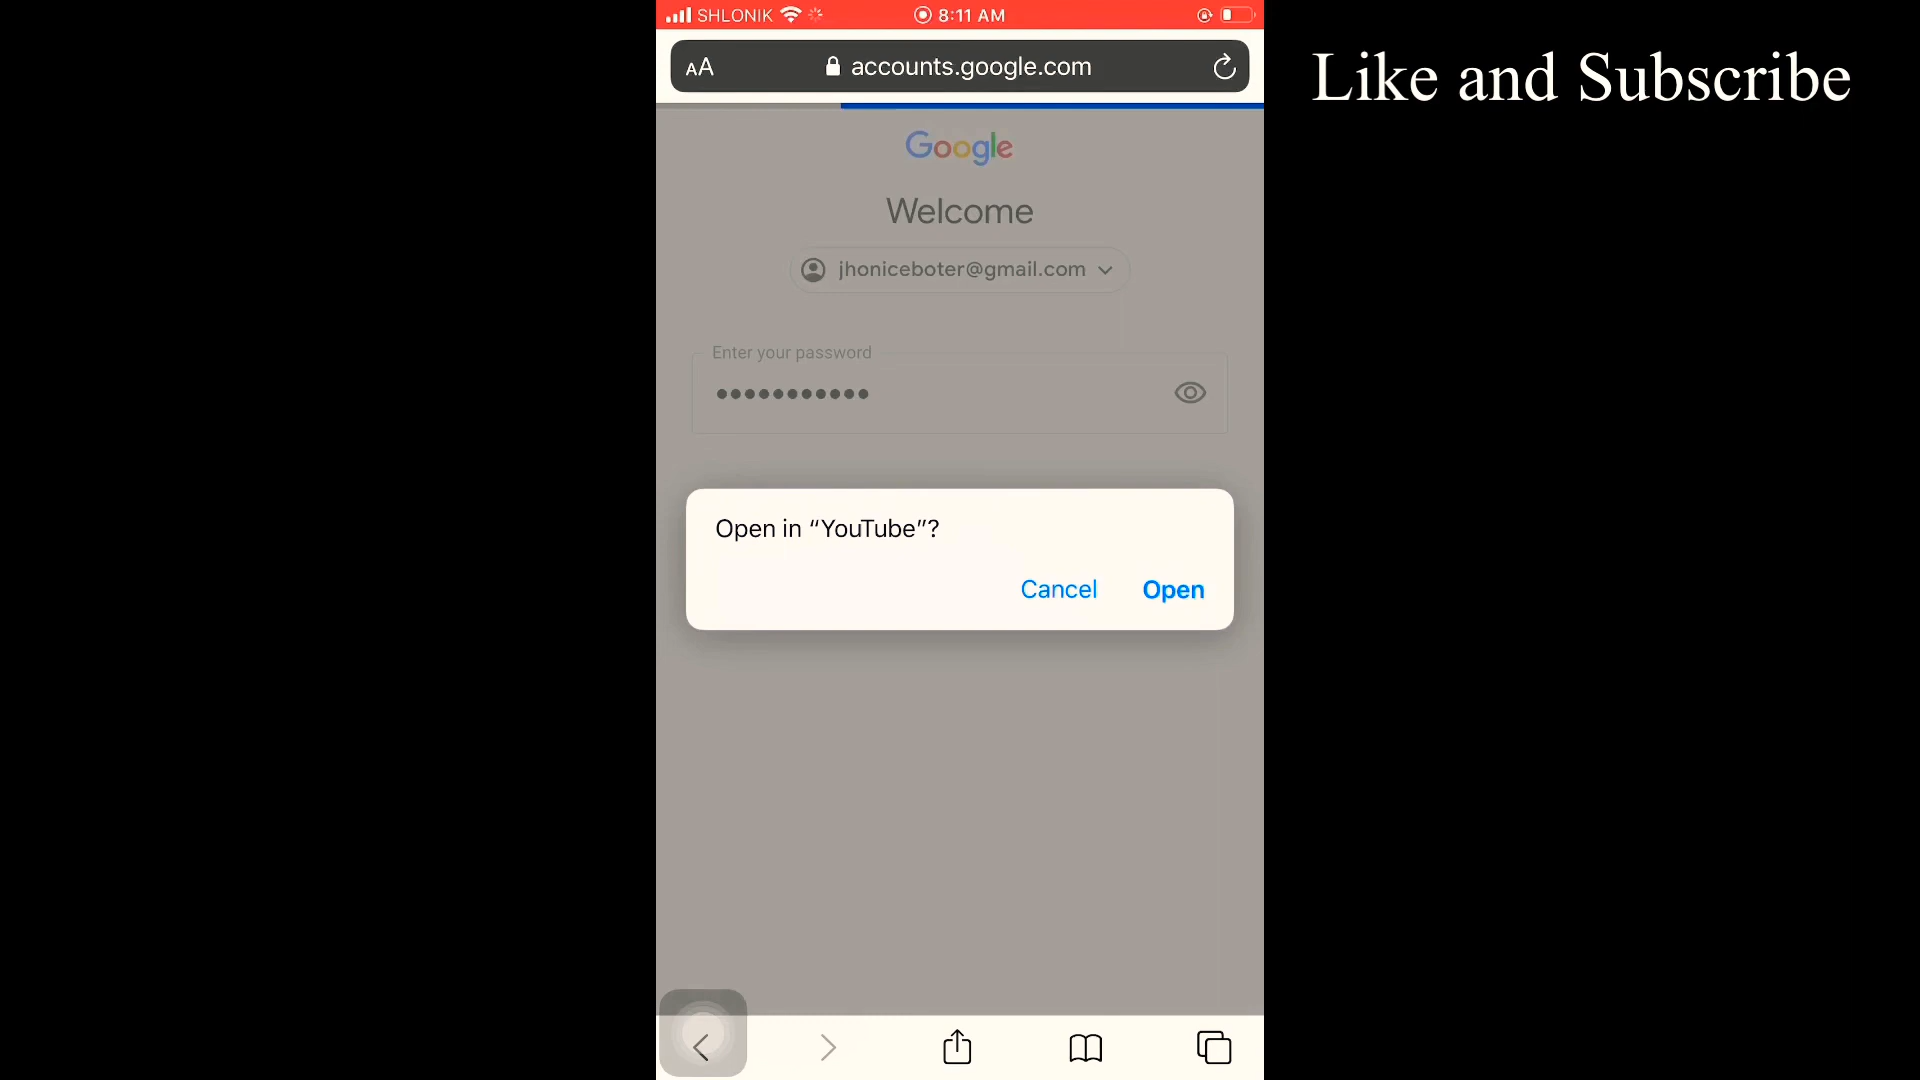 SHLONIK
8:11 AM
AA
accounts.google.com
Like and Subscribe
Google
Welcome
jhoniceboter@gmail.com
Enter your password
•••••••••••
Open in “YouTube”?
Cancel
Open